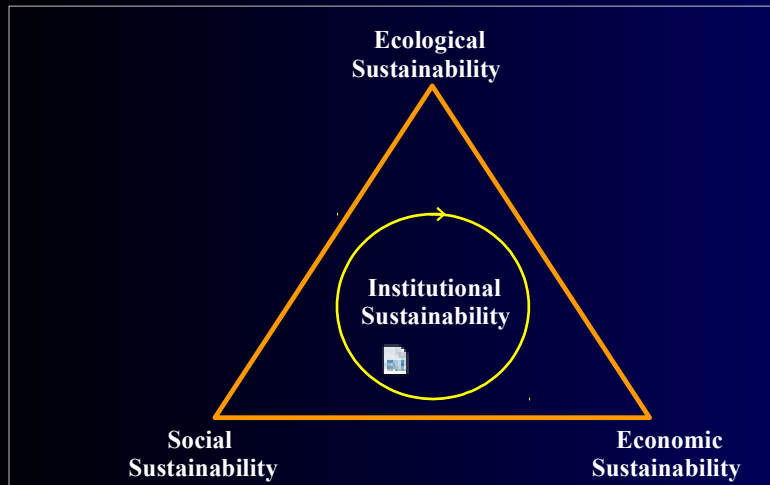 Ecological
Sustainability
Institutional
Sustainability
Social
Sustainability
Economic
Sustainability